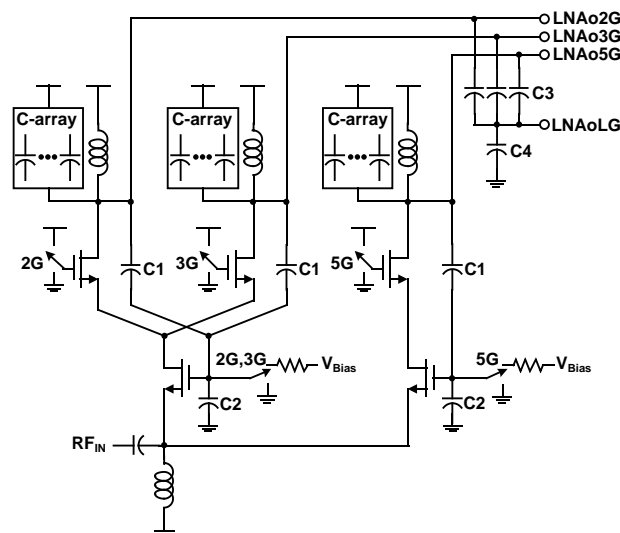 LNAo2G
LNAo3G
LNAo5G
C3
LNAoLG
C4
C-array
C-array
C-array
2G
C1
3G
C1
5G
C1
2G,3G
VBias
5G
VBias
C2
C2
RFIN